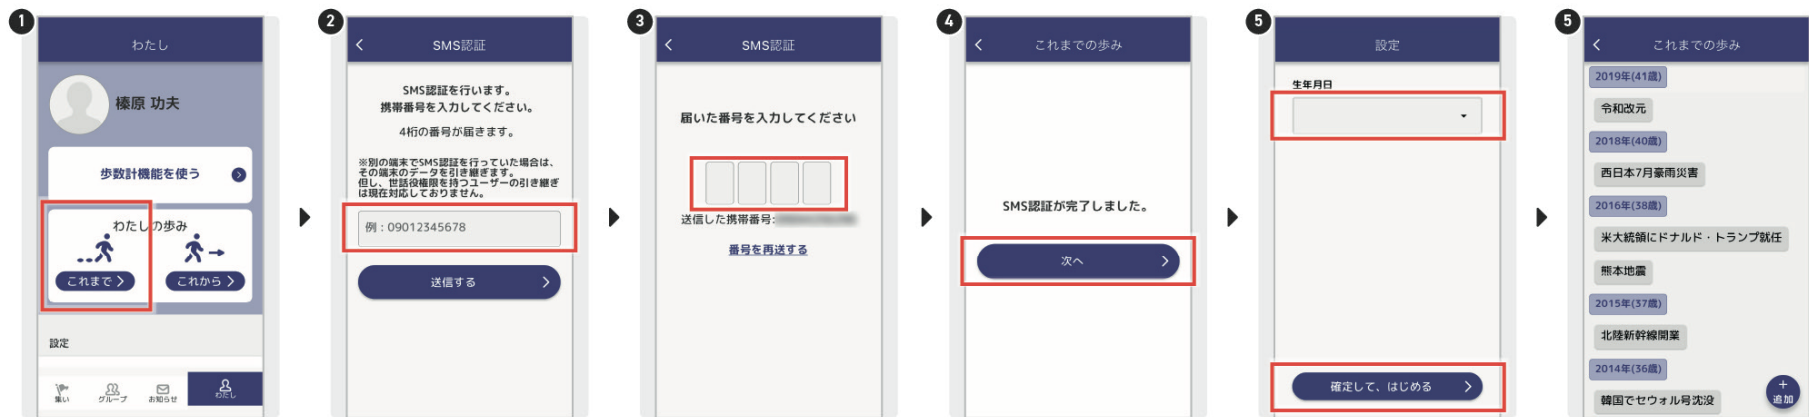 1
わたし
榛原 功夫
歩数計機能を使う
わたしの歩み
これまで
これから
設定
集い
グループ
お知らせ
わたし
2
SMS認証
SMS認証を行います。
携帯番号を入力してください。
4桁の番号が届きます。
※別の端末でSMS認証を行っていた場合は、
その端末のデータを引き継ぎます。
但し、世話役権限を持つユーザーの引き継ぎ
は現在対応しておりません。
例：09012345678
送信する
3
SMS認証
届いた番号を入力してください
送信した携帯番号:
番号を再送する
4
これまでの歩み
SMS認証が完了しました。
次へ
5
設定
生年月日
確定して、はじめる
5
これまでの歩み
2019年(41歳)
令和改元
2018年(40歳)
西日本7月豪雨災害
2016年(38歳)
米大統領にドナルド・トランプ就任
熊本地震
2015年(37歳)
北陸新幹線開業
2014年(36歳)
韓国でセウォル号沈没
+
追加